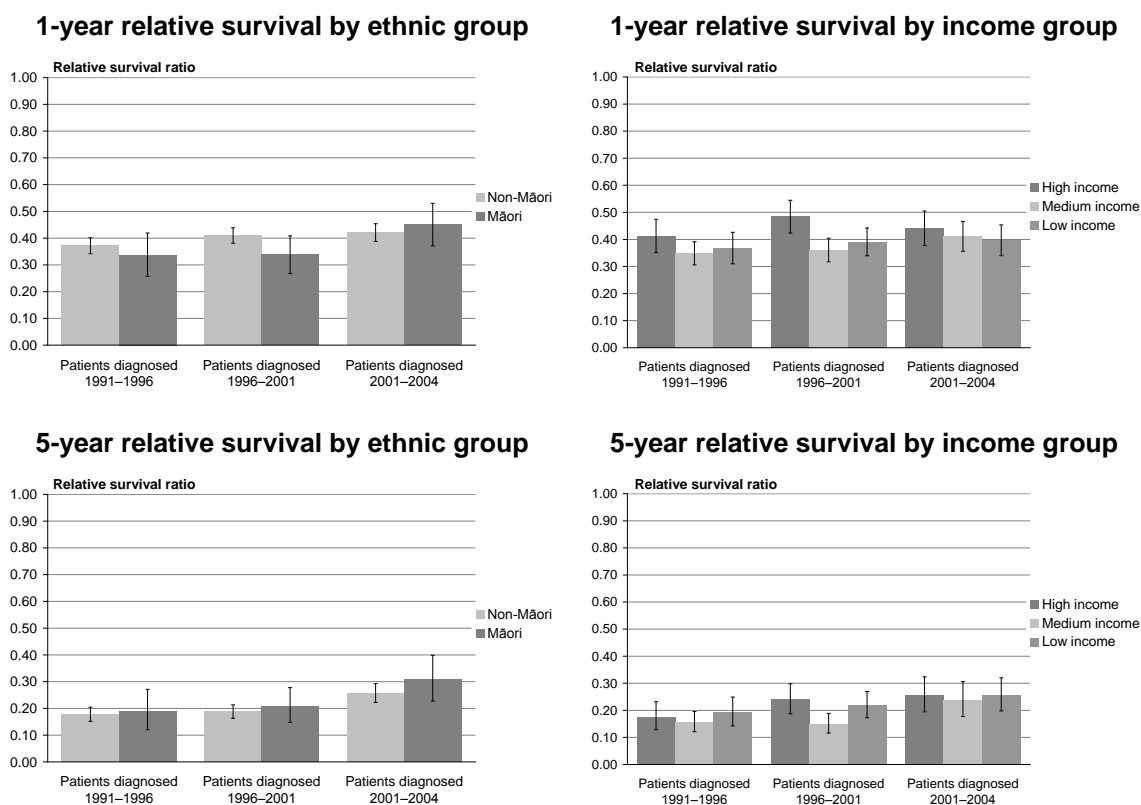 1-year relative survival by ethnic group
Relative survival ratio
1.00
0.90
0.80
0.70
0.60
0.50
0.40
0.30
0.20
0.10
0.00
Non-Māori
Māori
Patients diagnosed
1991–1996
Patients diagnosed
1996–2001
Patients diagnosed
2001–2004
1-year relative survival by income group
Relative survival ratio
1.00
0.90
0.80
0.70
0.60
0.50
0.40
0.30
0.20
0.10
0.00
High income
Medium income
Low income
Patients diagnosed
1991–1996
Patients diagnosed
1996–2001
Patients diagnosed
2001–2004
5-year relative survival by ethnic group
Relative survival ratio
1.00
0.90
0.80
0.70
0.60
0.50
0.40
0.30
0.20
0.10
0.00
Non-Māori
Māori
Patients diagnosed
1991–1996
Patients diagnosed
1996–2001
Patients diagnosed
2001–2004
5-year relative survival by income group
Relative survival ratio
1.00
0.90
0.80
0.70
0.60
0.50
0.40
0.30
0.20
0.10
0.00
High income
Medium income
Low income
Patients diagnosed
1991–1996
Patients diagnosed
1996–2001
Patients diagnosed
2001–2004